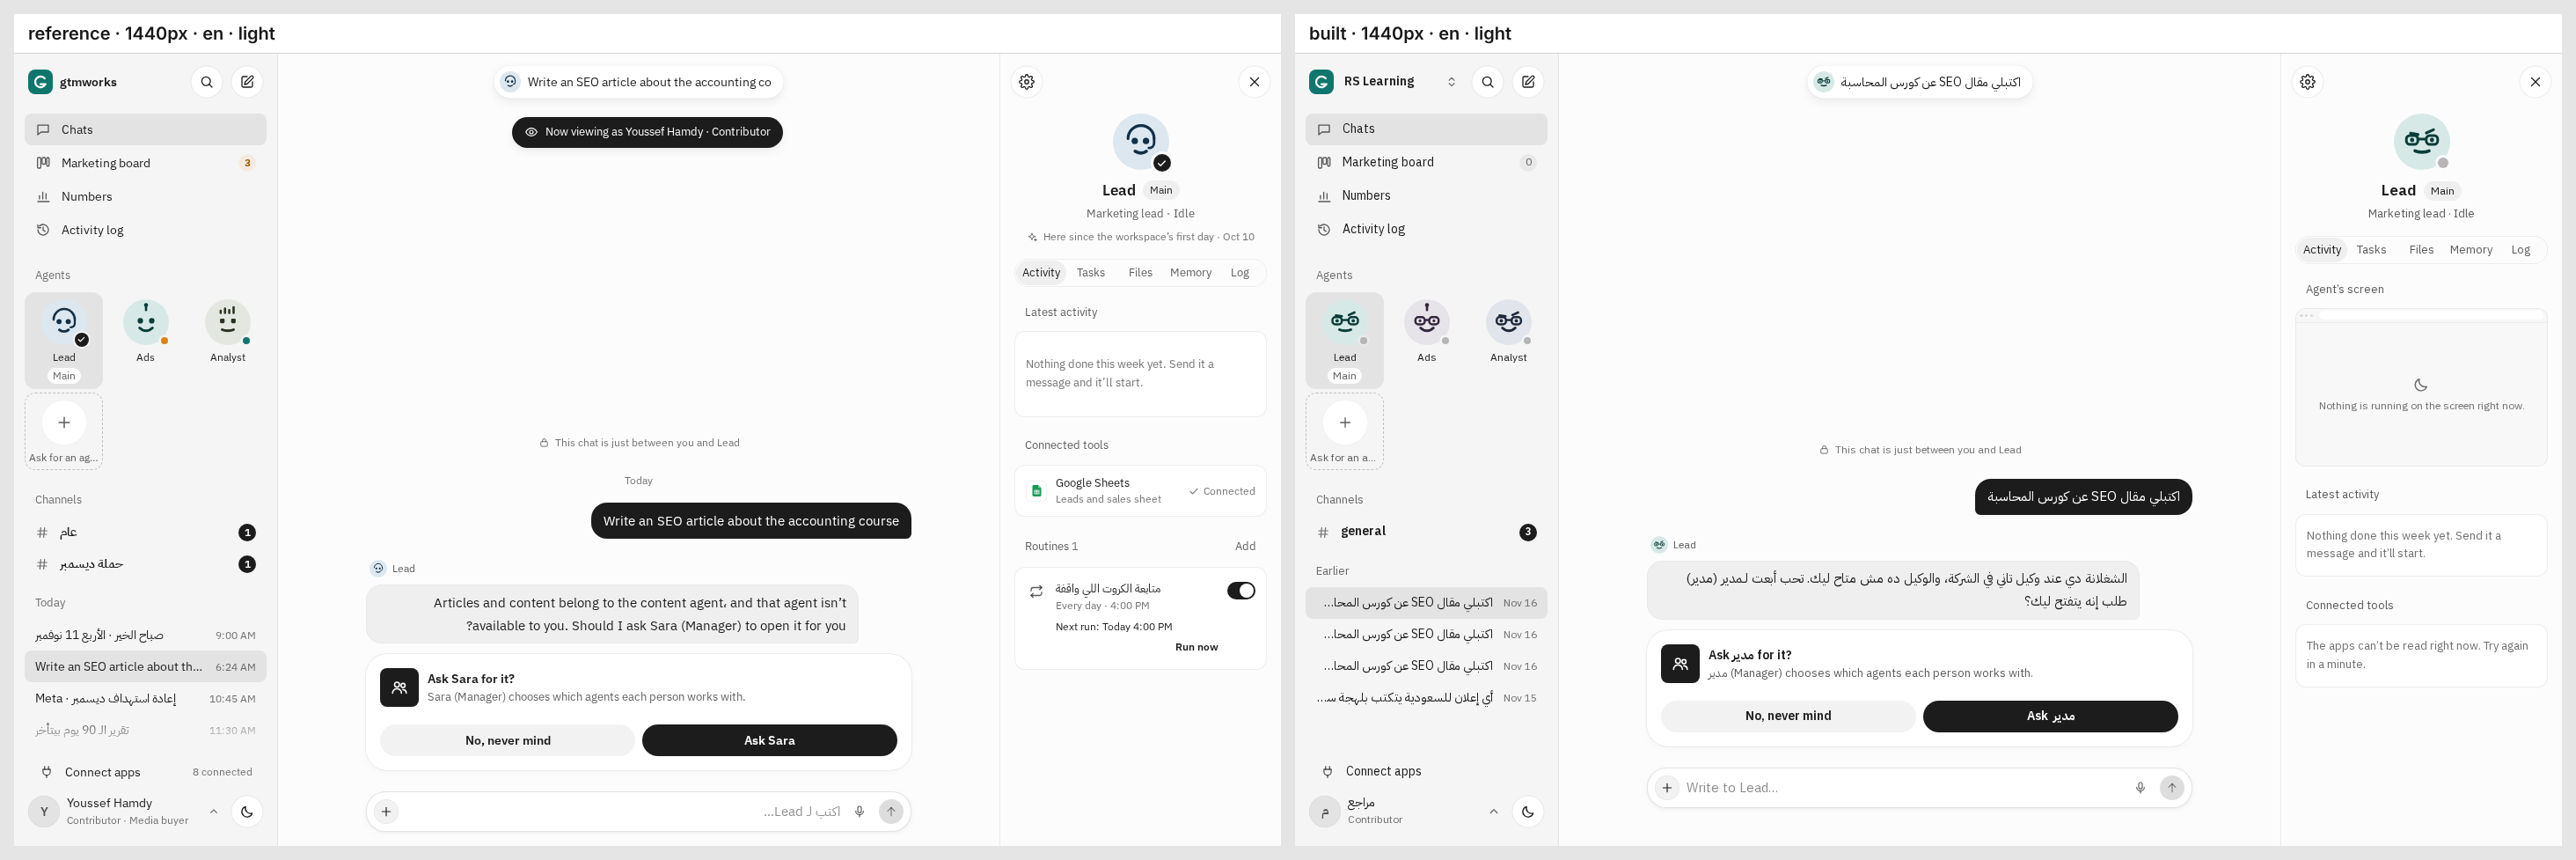 reference · 1440px · en · light
gtmworks
Chats
Marketing board 3
Numbers
Activity log
Agents
Lead
Main
Ads
Analyst
Ask for an ag...
Channels
عام 1
حملة ديسمبر 1
Today
صباح الخير · الأربع 11 نوفمبر 9:00 AM
Write an SEO article about th... 6:24 AM
إعادة استهداف ديسمبر · Meta 10:45 AM
تقرير الـ 90 يوم بيتأخر 11:30 AM
Connect apps 8 connected
Y
Youssef Hamdy
Contributor · Media buyer
Write an SEO article about the accounting co
Now viewing as Youssef Hamdy · Contributor
This chat is just between you and Lead
Today
Write an SEO article about the accounting course
Lead
Articles and content belong to the content agent، and that agent isn't
available to you. Should I ask Sara (Manager) to open it for you?
Ask Sara for it?
Sara (Manager) chooses which agents each person works with.
No, never mind
Ask Sara
اكتب لـ Lead...
Lead Main
Marketing lead · Idle
Here since the workspace's first day · Oct 10
Activity Tasks Files Memory Log
Latest activity
Nothing done this week yet. Send it a
message and it'll start.
Connected tools
Google Sheets
Leads and sales sheet
Connected
Routines 1 Add
متابعة الكروت اللي واقفة
Every day · 4:00 PM
Next run: Today 4:00 PM
Run now
built · 1440px · en · light
RS Learning
Chats
Marketing board 0
Numbers
Activity log
Agents
Lead
Main
Ads
Analyst
Ask for an a...
Channels
general 3
Earlier
اكتبلي مقال SEO عن كورس المحا... Nov 16
اكتبلي مقال SEO عن كورس المحا... Nov 16
اكتبلي مقال SEO عن كورس المحا... Nov 16
أي إعلان للسعودية يتكتب بلهجة سـ... Nov 15
Connect apps
م
مراجع
Contributor
اكتبلي مقال SEO عن كورس المحاسبة
This chat is just between you and Lead
اكتبلي مقال SEO عن كورس المحاسبة
Lead
الشغلانة دي عند وكيل تاني في الشركة، والوكيل ده مش متاح ليك. تحب أبعت لـمدير (مدير)
طلب إنه يتفتح ليك؟
Ask مدير for it?
مدير (Manager) chooses which agents each person works with.
No, never mind
Ask مدير
Write to Lead...
Lead Main
Marketing lead · Idle
Activity Tasks Files Memory Log
Agent's screen
Nothing is running on the screen right now.
Latest activity
Nothing done this week yet. Send it a
message and it'll start.
Connected tools
The apps can't be read right now. Try again
in a minute.